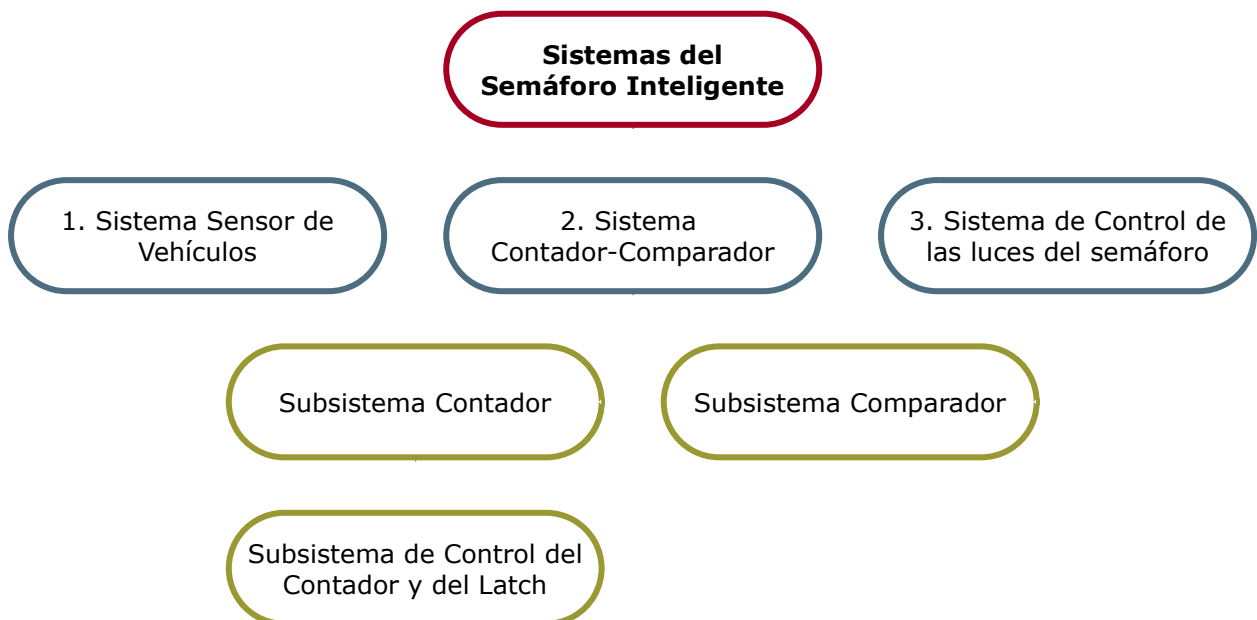 Sistemas del
Semáforo Inteligente
1. Sistema Sensor de
Vehículos
2. Sistema
Contador-Comparador
3. Sistema de Control de
las luces del semáforo
Subsistema Contador
Subsistema Comparador
Subsistema de Control del
Contador y del Latch